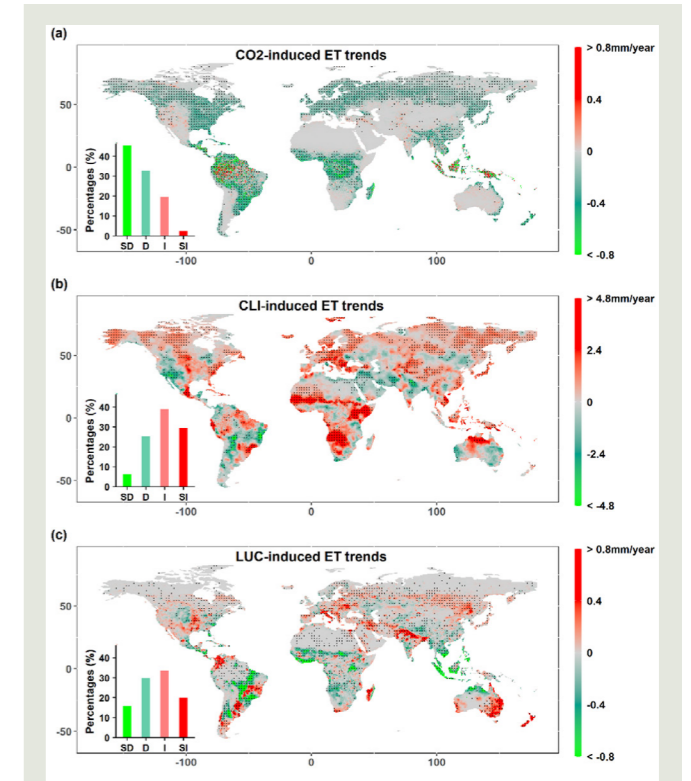 (a)
CO2-induced ET trends
> 0.8mm/year
0.4
0
-0.4
< -0.8
50
0
-50
Percentages (%)
40
30
20
10
0
SD D I SI
-100 0 100
(b)
CLI-induced ET trends
> 4.8mm/year
2.4
0
-2.4
< -4.8
50
0
-50
Percentages (%)
40
30
20
10
0
SD D I SI
-100 0 100
(c)
LUC-induced ET trends
> 0.8mm/year
0.4
0
-0.4
< -0.8
50
0
-50
Percentages (%)
40
30
20
10
0
SD D I SI
-100 0 100